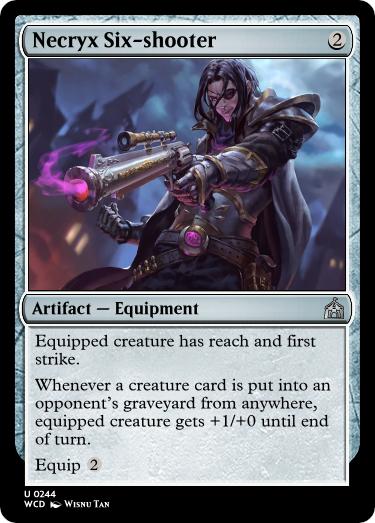 Necryx Six-shooter 2
Artifact — Equipment
Equipped creature has reach and first
strike.
Whenever a creature card is put into an
opponent's graveyard from anywhere,
equipped creature gets +1/+0 until end
of turn.
Equip 2
U 0244
WCD Wisnu Tan